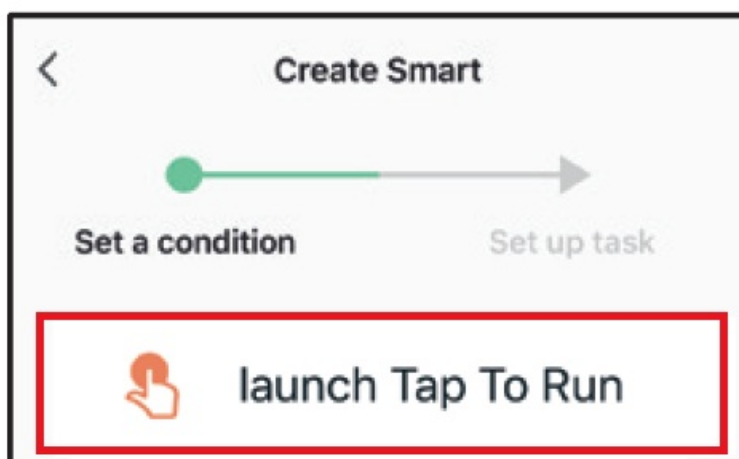 Create Smart
Set a condition
Set up task
launch Tap To Run